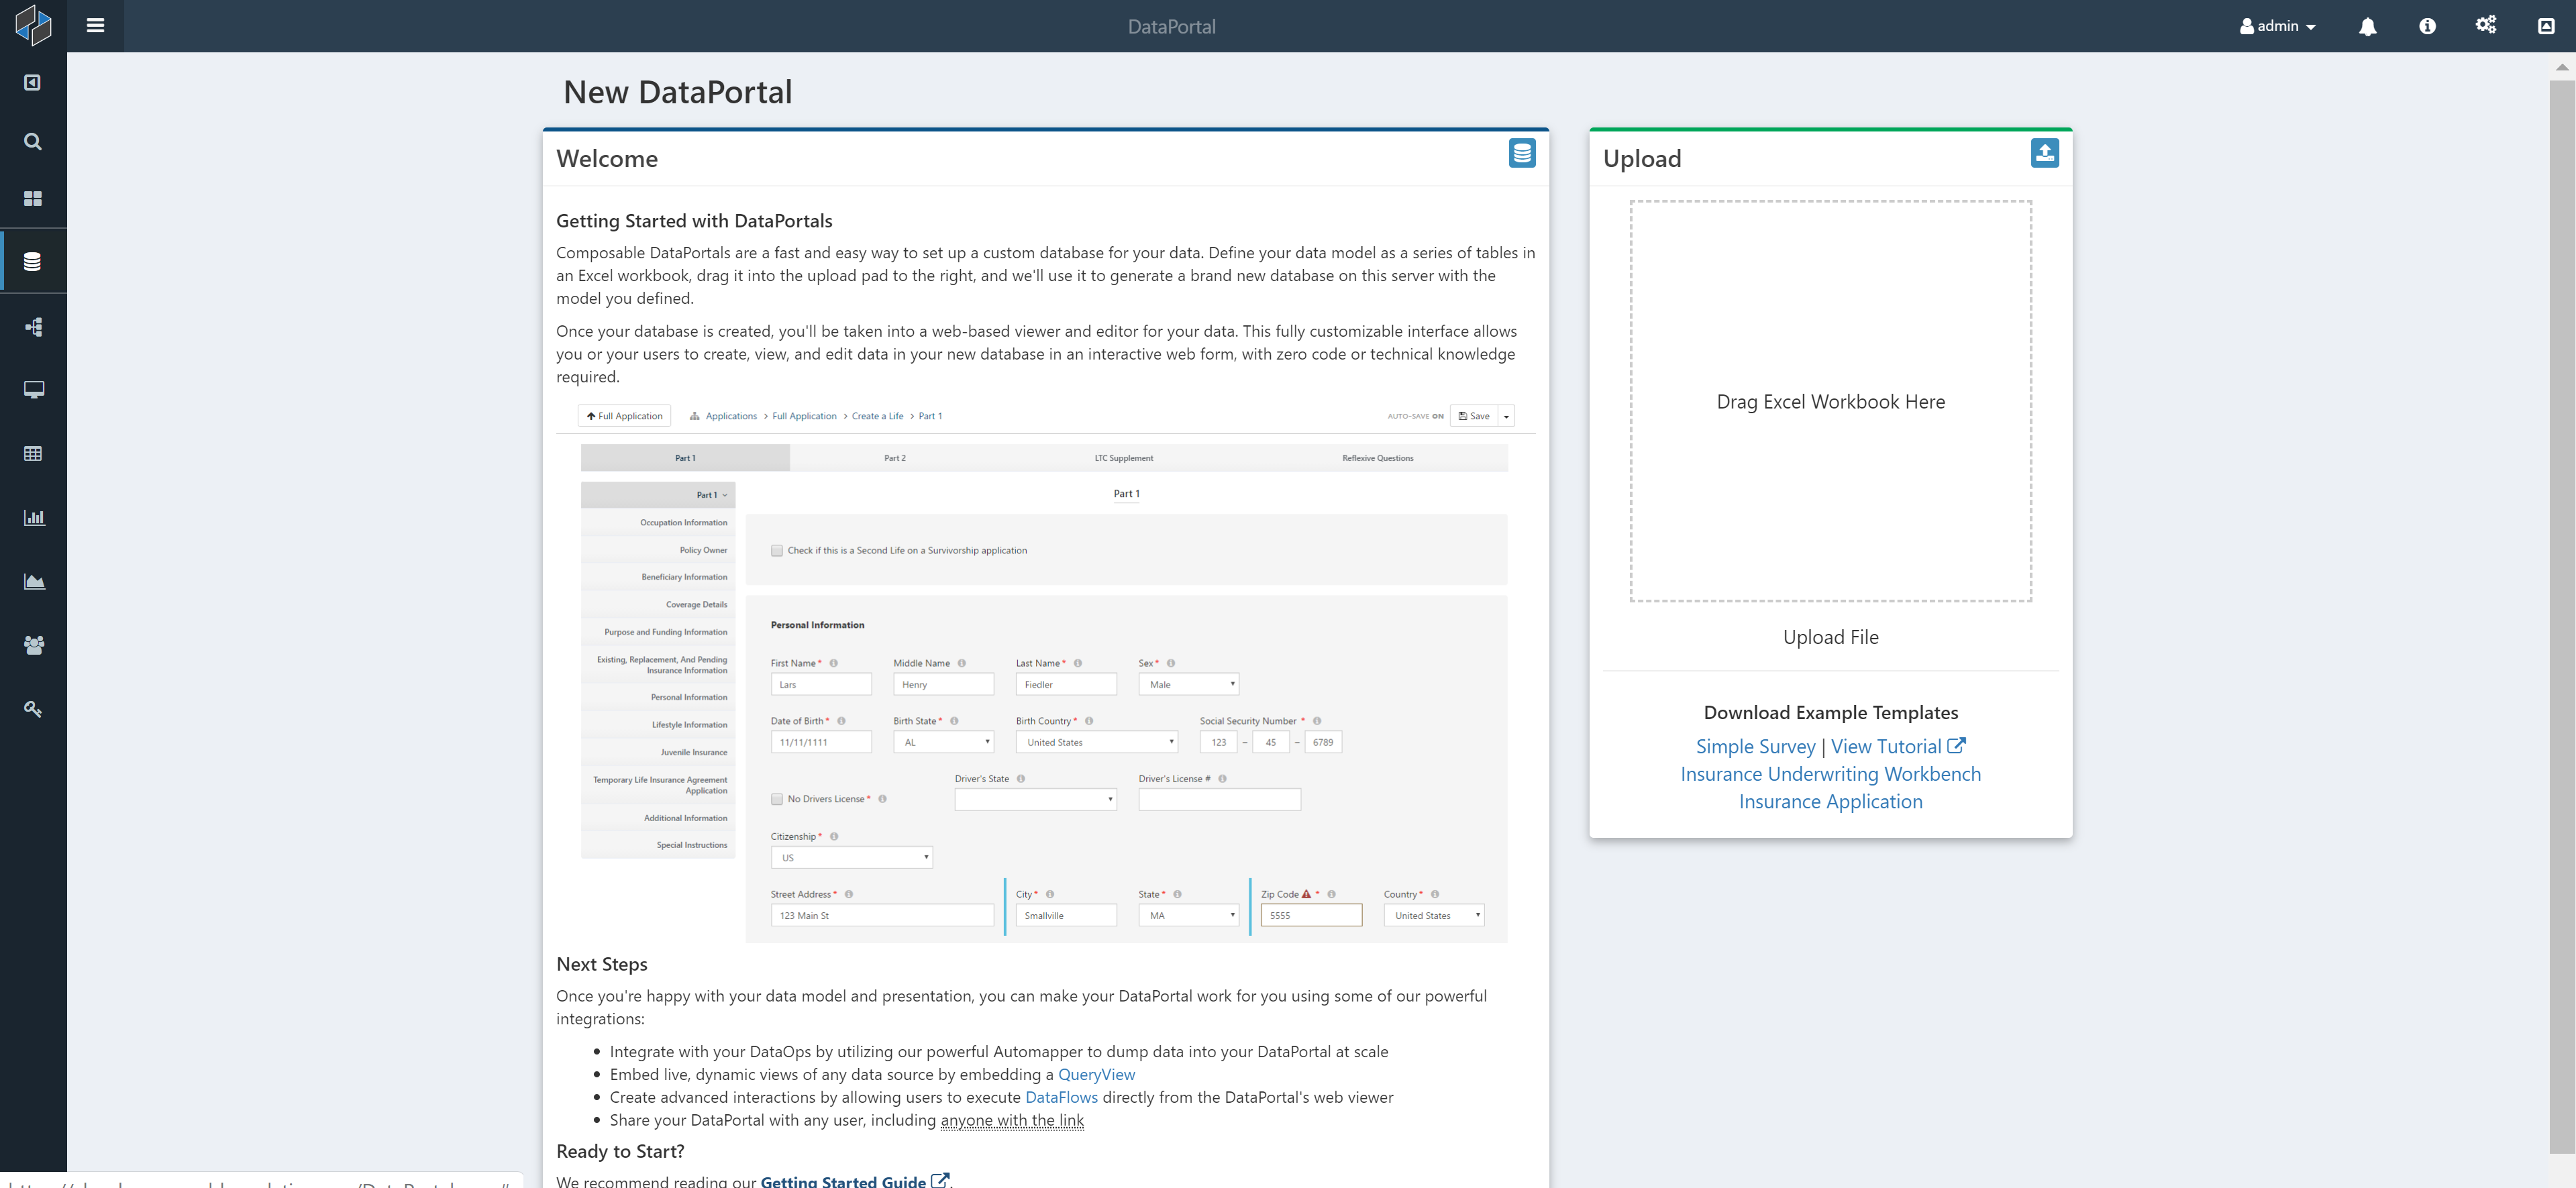 DataPortal
admin
New DataPortal
Welcome
Getting Started with DataPortals
Composable DataPortals are a fast and easy way to set up a custom database for your data. Define your data model as a series of tables in
an Excel workbook, drag it into the upload pad to the right, and we'll use it to generate a brand new database on this server with the
model you defined.
Once your database is created, you'll be taken into a web-based viewer and editor for your data. This fully customizable interface allows
you or your users to create, view, and edit data in your new database in an interactive web form, with zero code or technical knowledge
required.
Full Application Applications > Full Application > Create a Life > Part 1 AUTO-SAVE ON Save
Part 1 Part 2 LTC Supplement Reflexive Questions
Part 1
Occupation Information
Policy Owner
Beneficiary Information
Coverage Details
Purpose and Funding Information
Existing, Replacement, And Pending
Insurance Information
Personal Information
Lifestyle Information
Juvenile Insurance
Temporary Life Insurance Agreement
Application
Additional Information
Special Instructions
Part 1
Check if this is a Second Life on a Survivorship application
Personal Information
First Name * Middle Name Last Name * Sex *
Lars Henry Fiedler Male
Date of Birth * Birth State * Birth Country * Social Security Number *
11/11/1111 AL United States 123 – 45 – 6789
Driver's State Driver's License #
No Drivers License *
Citizenship *
US
Street Address * City * State * Zip Code * Country *
123 Main St Smallville MA 5555 United States
Next Steps
Once you're happy with your data model and presentation, you can make your DataPortal work for you using some of our powerful
integrations:
• Integrate with your DataOps by utilizing our powerful Automapper to dump data into your DataPortal at scale
• Embed live, dynamic views of any data source by embedding a QueryView
• Create advanced interactions by allowing users to execute DataFlows directly from the DataPortal's web viewer
• Share your DataPortal with any user, including anyone with the link
Ready to Start?
We recommend reading our Getting Started Guide.
Upload
Drag Excel Workbook Here
Upload File
Download Example Templates
Simple Survey | View Tutorial
Insurance Underwriting Workbench
Insurance Application